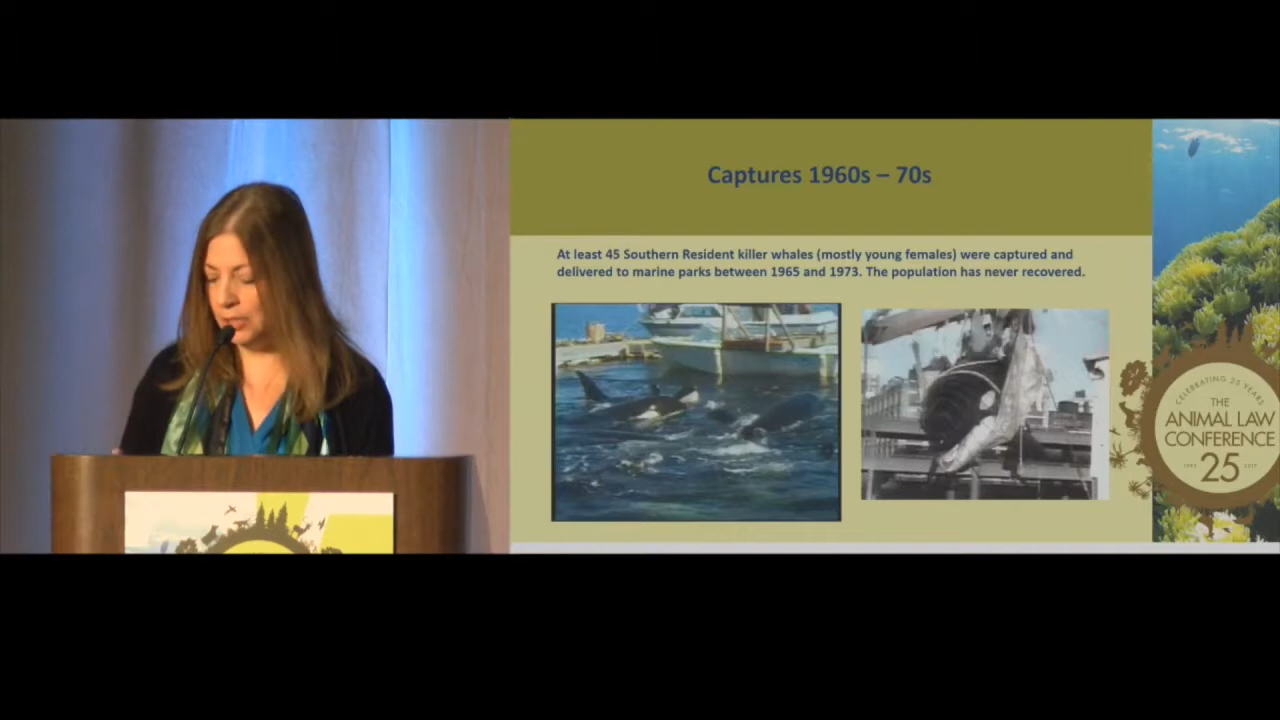 Captures 1960s – 70s
At least 45 Southern Resident killer whales (mostly young females) were captured and
delivered to marine parks between 1965 and 1973. The population has never recovered.
CELEBRATING 25 YEARS
THE
ANIMAL LAW
CONFERENCE
25